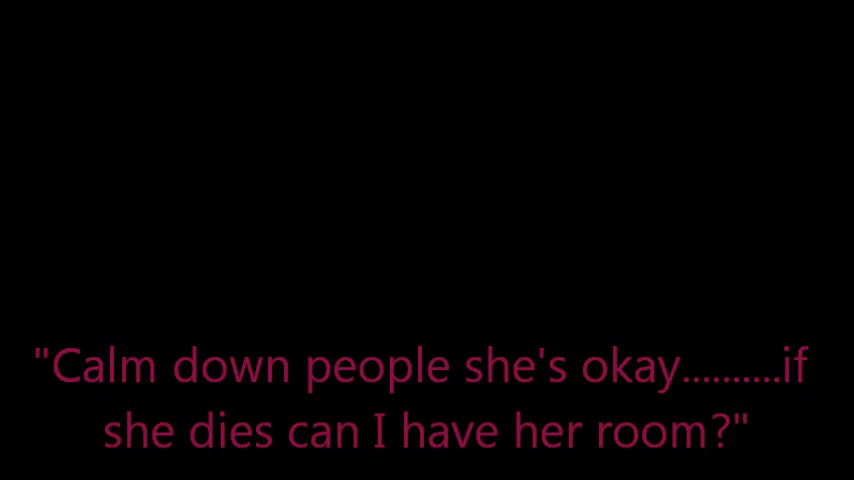 "Calm down people she's okay..........if
she dies can I have her room?"